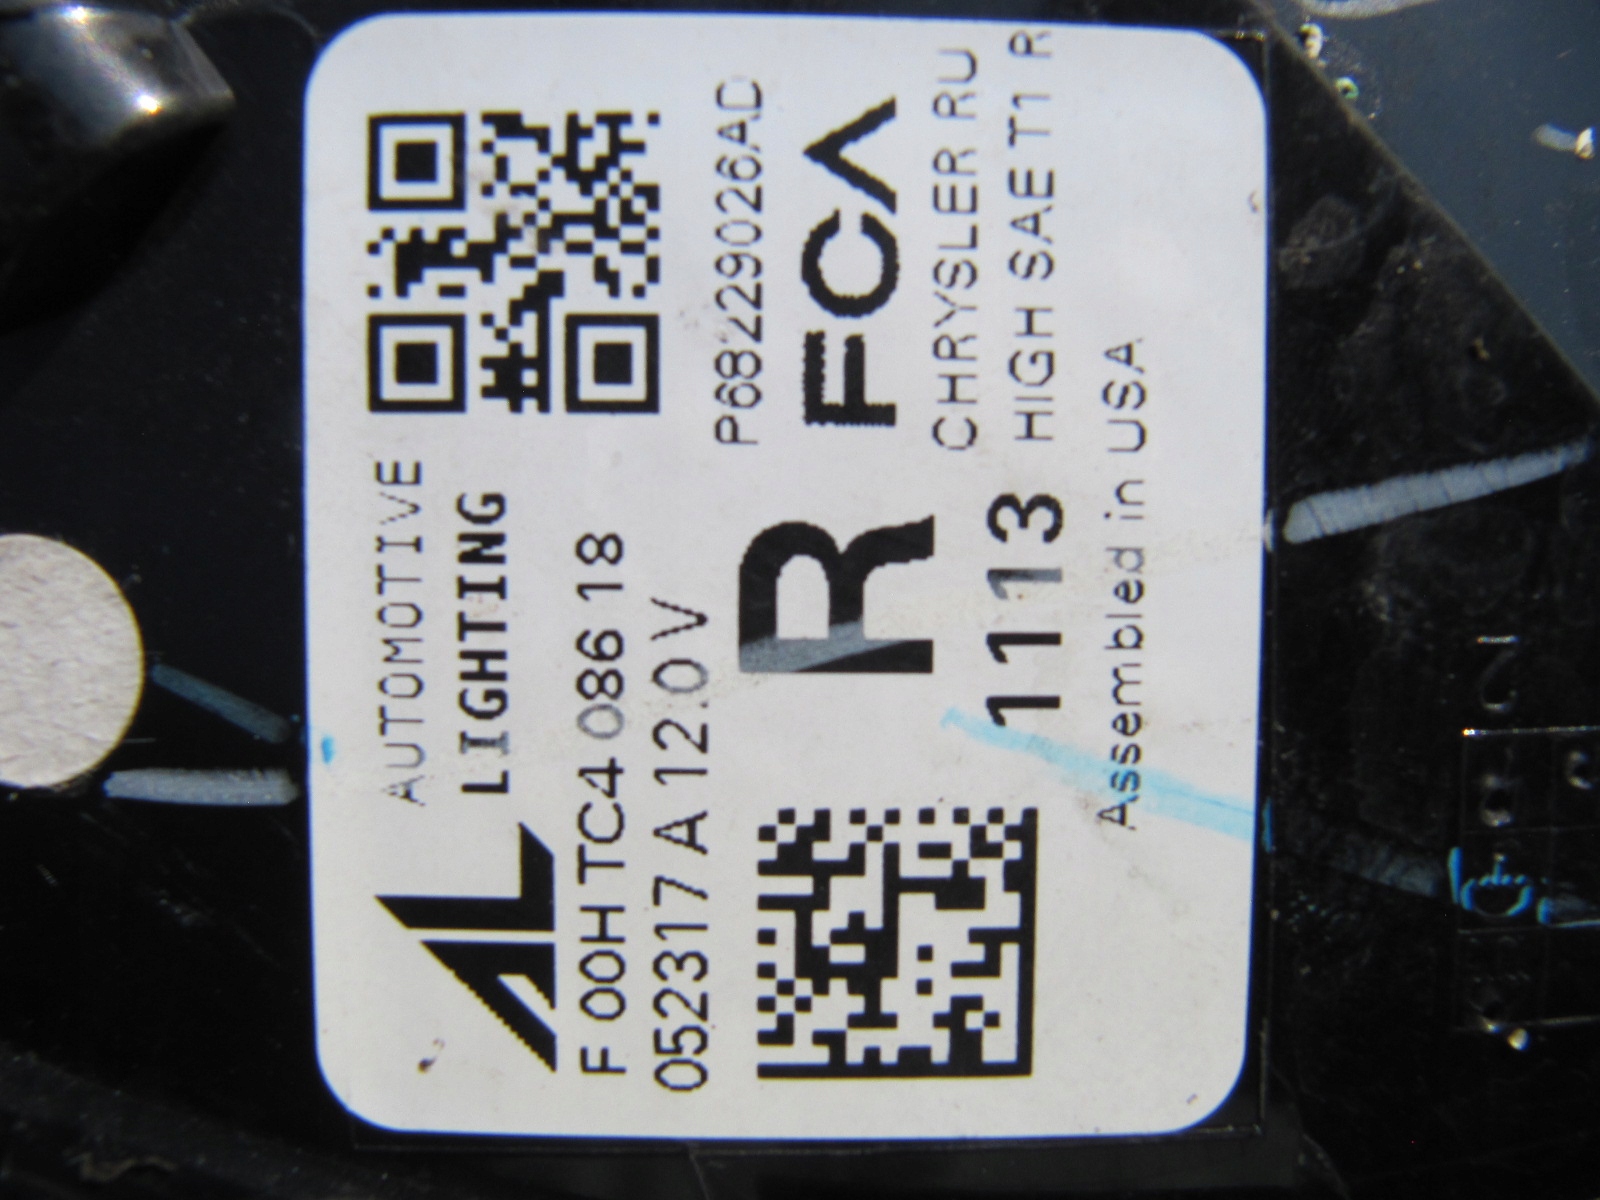 AL AUTOMOTIVE
LIGHTING
F 00H TC4 086 18
052317 A 12.0 V
P68229026AD
R FCA
1113
CHRYSLER RU
HIGH SAE T1 R
Assembled in USA